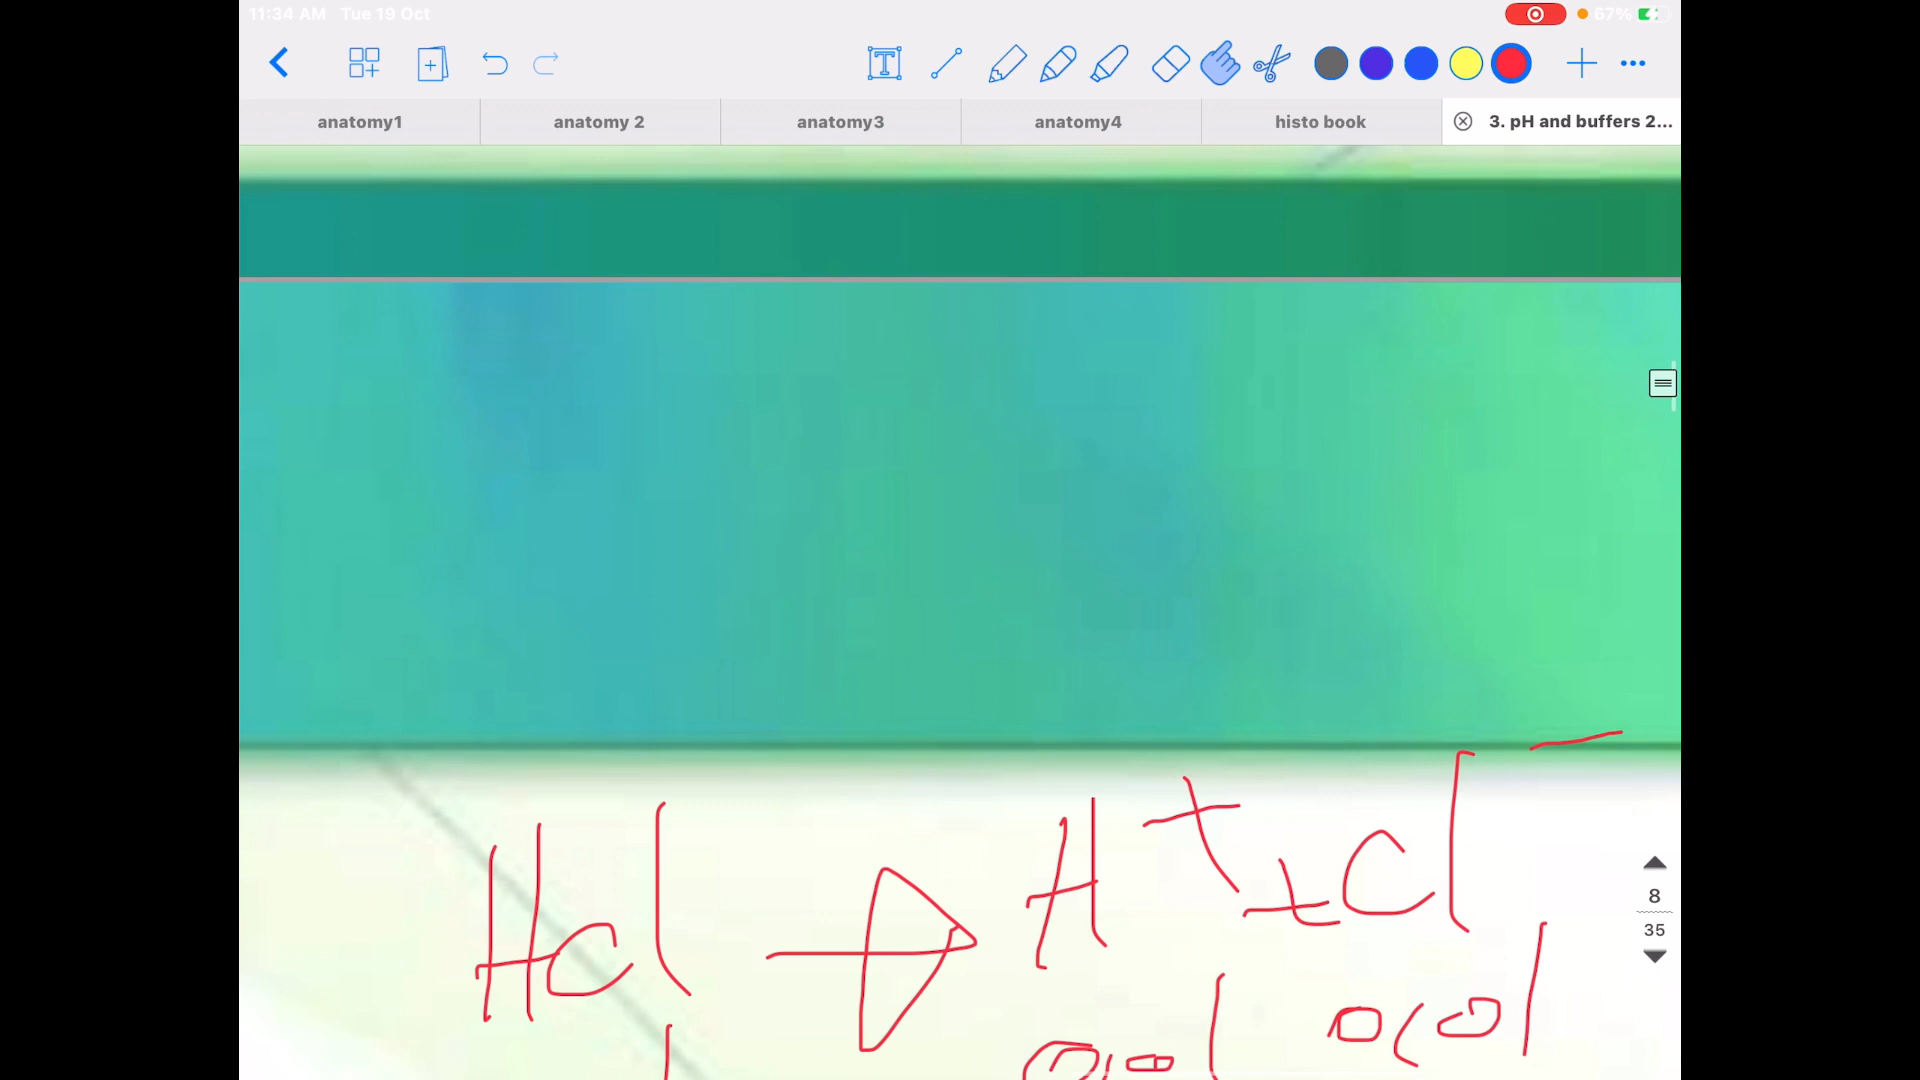 11:34 AM Tue 19 Oct
67%
T
anatomy1
anatomy 2
anatomy3
anatomy4
histo book
3. pH and buffers 2...
Hcl → H⁺ + Cl⁻
8
35